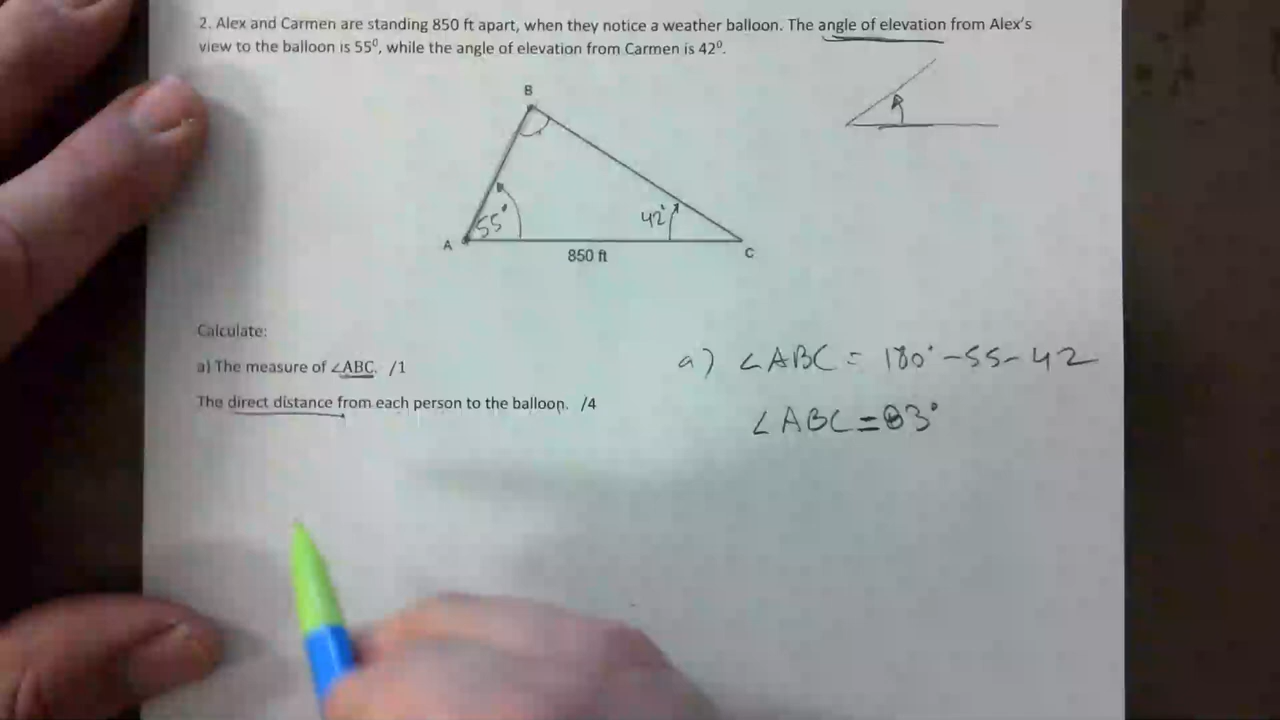 2. Alex and Carmen are standing 850 ft apart, when they notice a weather balloon. The angle of elevation from Alex's
view to the balloon is 55⁰, while the angle of elevation from Carmen is 42⁰.
B
55°
42°
A
850 ft
C
Calculate:
a) The measure of ∠ABC. /1
The direct distance from each person to the balloon. /4
a) ∠ABC = 180° - 55 - 42
∠ABC = 83°